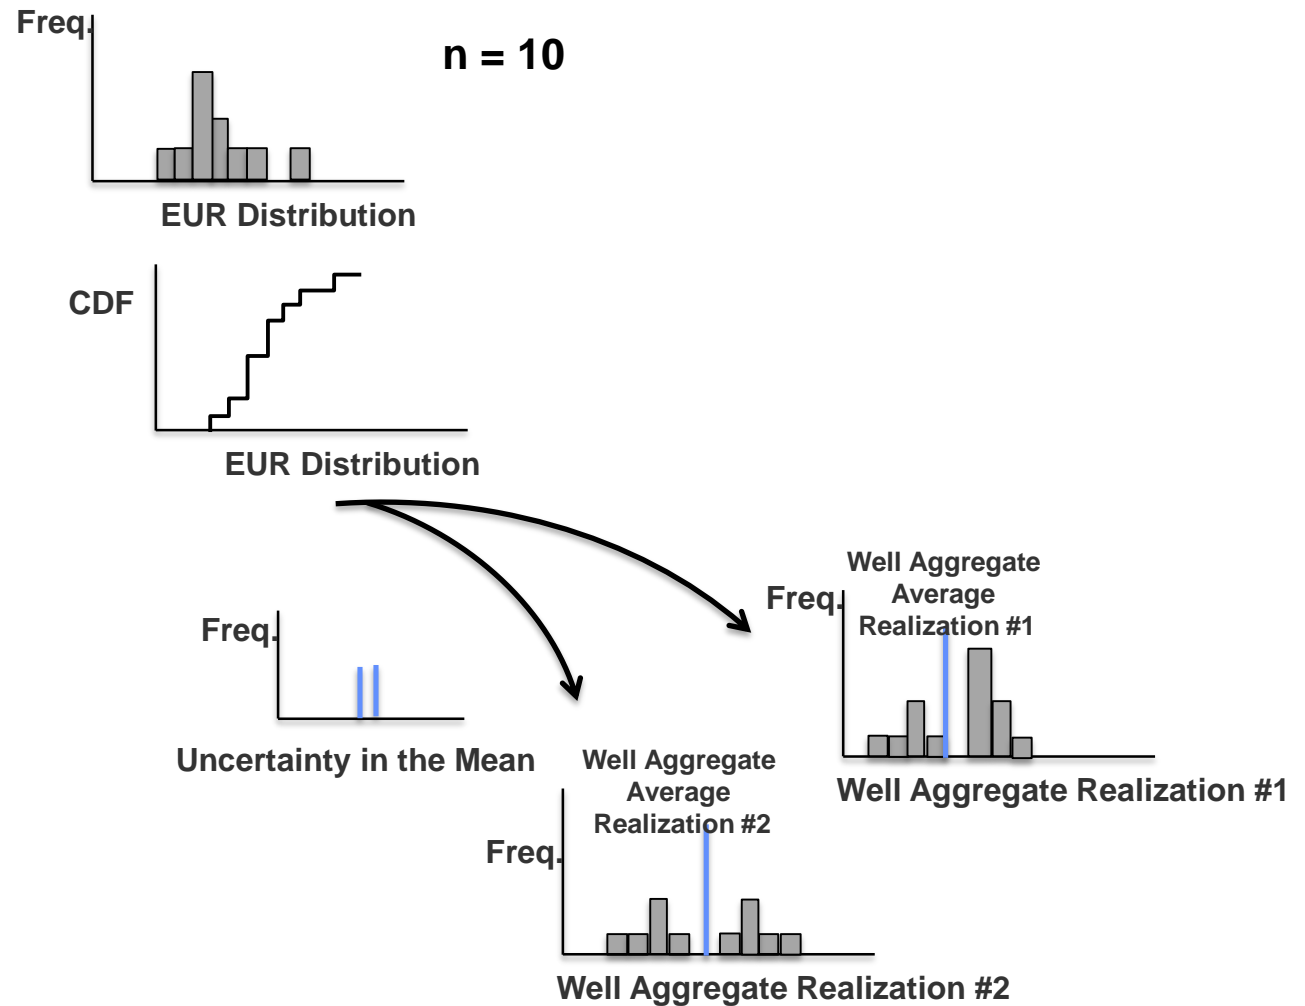 Freq.
n = 10
EUR Distribution
CDF
EUR Distribution
Well Aggregate
Average
Realization #1
Freq.
Well Aggregate Realization #1
Freq.
Uncertainty in the Mean
Well Aggregate
Average
Realization #2
Freq.
Well Aggregate Realization #2